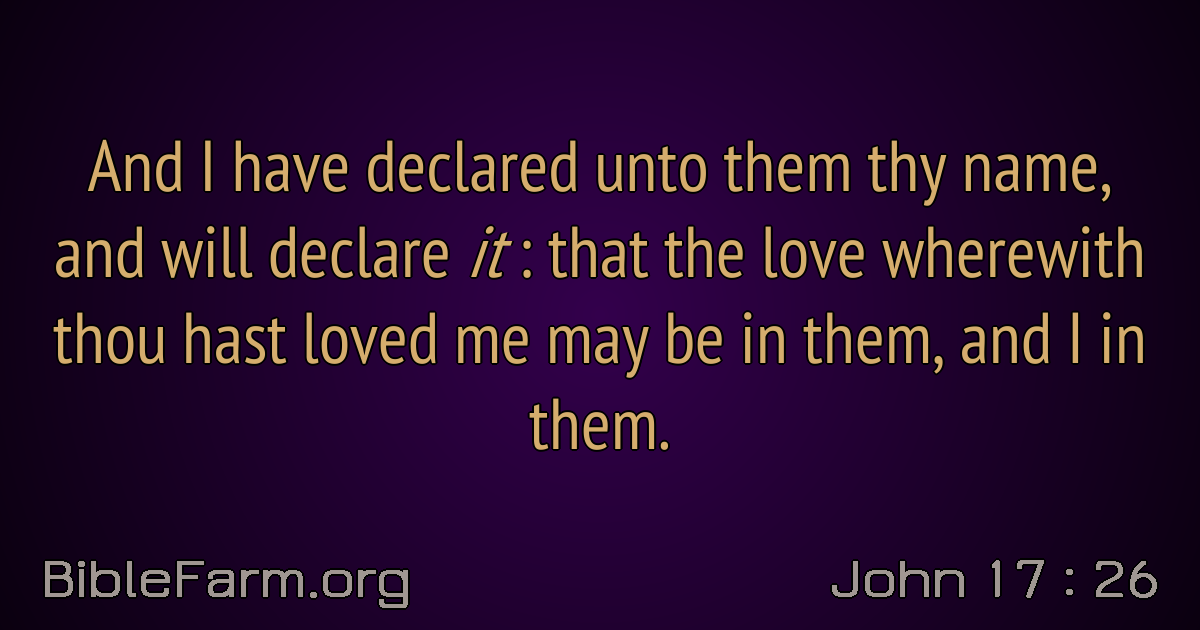 And I have declared unto them thy name,
and will declare it : that the love wherewith
thou hast loved me may be in them, and I in
them.
BibleFarm.org
John 17 : 26